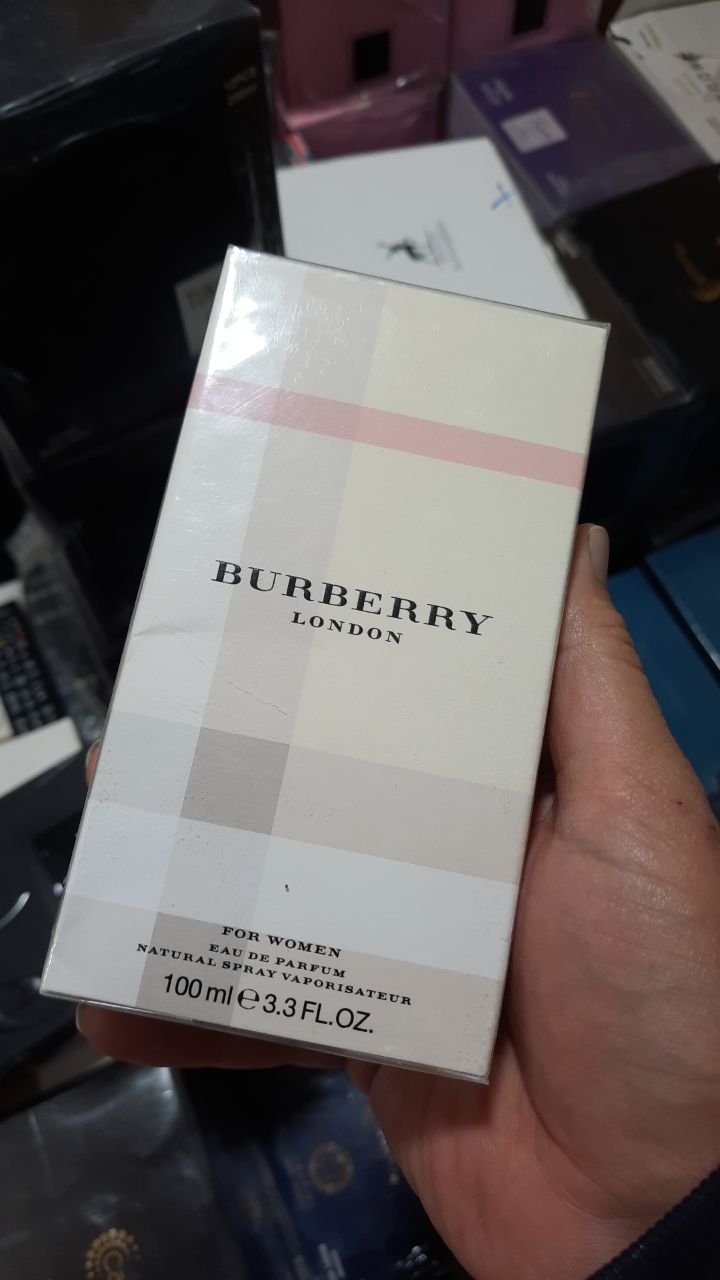 BURBERRY
LONDON
FOR WOMEN
EAU DE PARFUM
NATURAL SPRAY VAPORISATEUR
100 ml ℮ 3.3 FL.OZ.